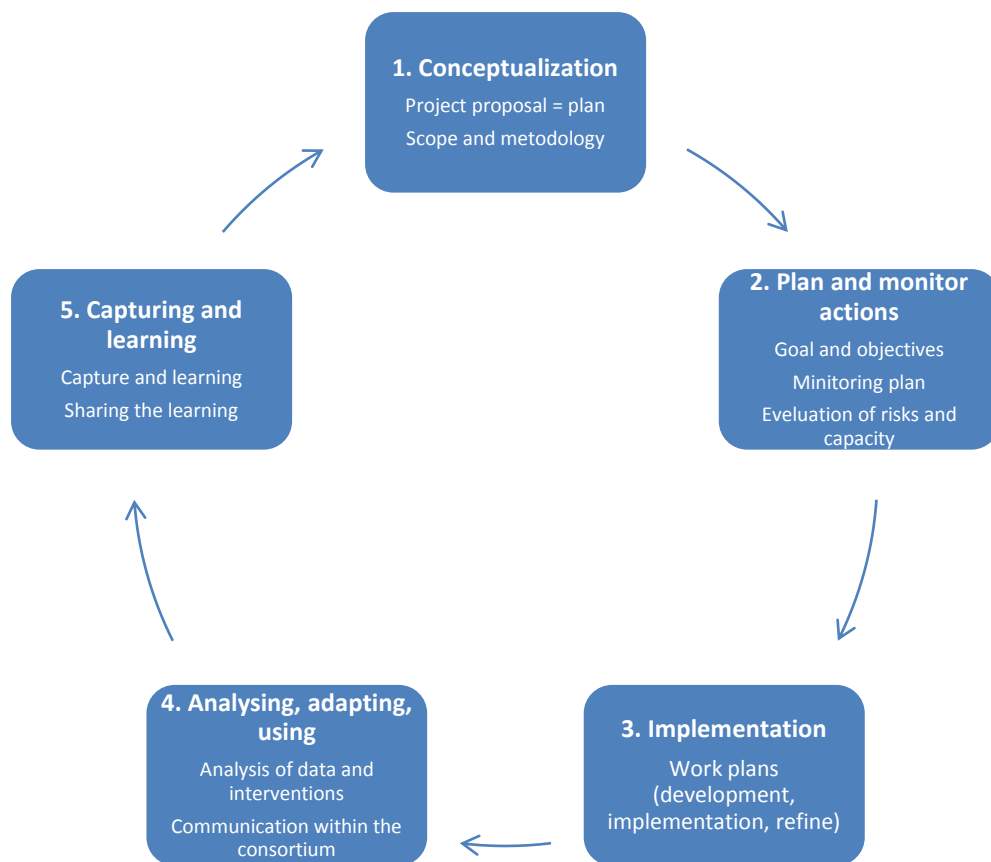 1. Conceptualization
Project proposal = plan
Scope and metodology
2. Plan and monitor
actions
Goal and objectives
Minitoring plan
Eveluation of risks and
capacity
3. Implementation
Work plans
(development,
implementation, refine)
4. Analysing, adapting,
using
Analysis of data and
interventions
Communication within the
consortium
5. Capturing and
learning
Capture and learning
Sharing the learning